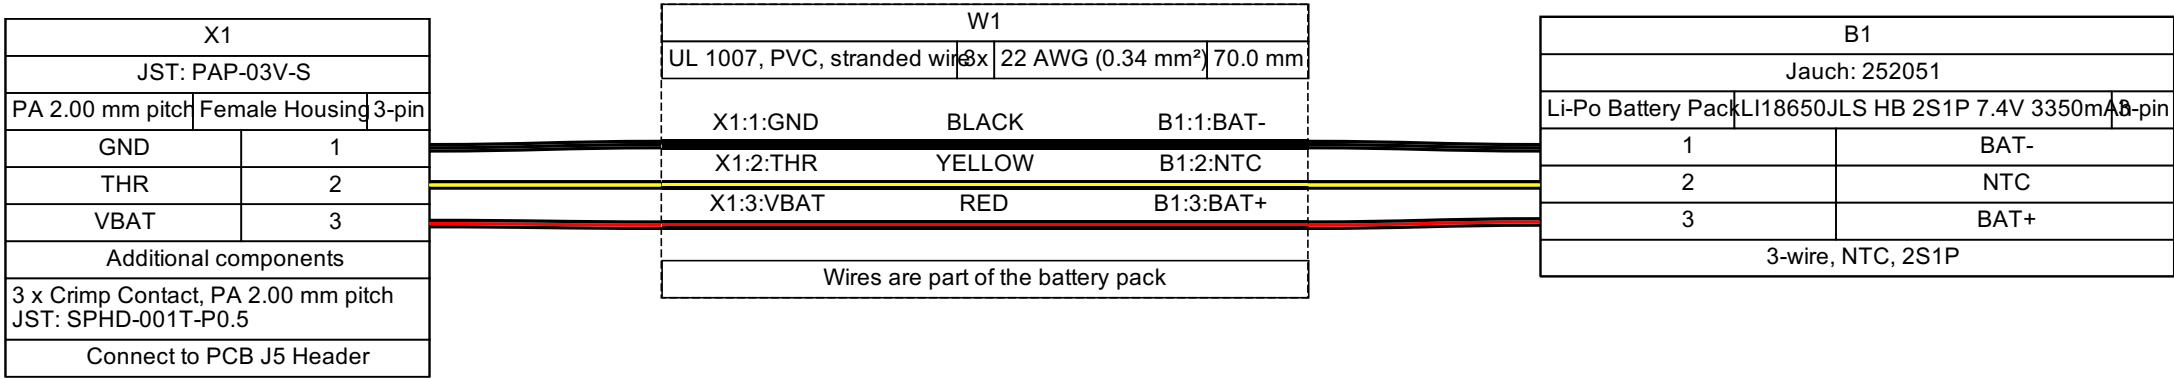 X1
JST: PAP-03V-S
PA 2.00 mm pitch Female Housing 3-pin
GND 1
THR 2
VBAT 3
Additional components
3 x Crimp Contact, PA 2.00 mm pitch
JST: SPHD-001T-P0.5
Connect to PCB J5 Header
W1
UL 1007, PVC, stranded wire 3x 22 AWG (0.34 mm²) 70.0 mm
X1:1:GND BLACK B1:1:BAT-
X1:2:THR YELLOW B1:2:NTC
X1:3:VBAT RED B1:3:BAT+
Wires are part of the battery pack
B1
Jauch: 252051
Li-Po Battery Pack LI18650JLS HB 2S1P 7.4V 3350mAh 3-pin
1 BAT-
2 NTC
3 BAT+
3-wire, NTC, 2S1P